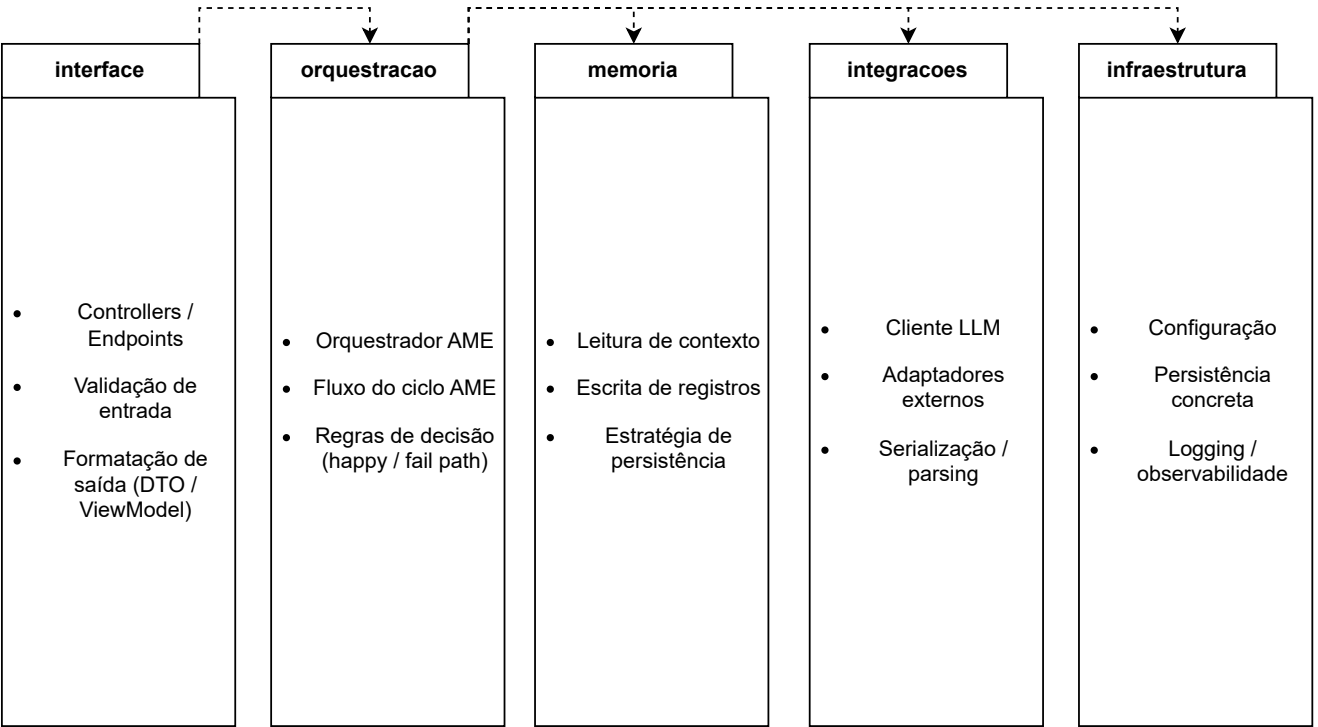 interface
Controllers /
Endpoints
Validação de
entrada
Formatação de
saída (DTO /
ViewModel)
orquestracao
Orquestrador AME
Fluxo do ciclo AME
Regras de decisão
(happy / fail path)
memoria
Leitura de contexto
Escrita de registros
Estratégia de
persistência
integracoes
Cliente LLM
Adaptadores
externos
Serialização /
parsing
infraestrutura
Configuração
Persistência
concreta
Logging /
observabilidade